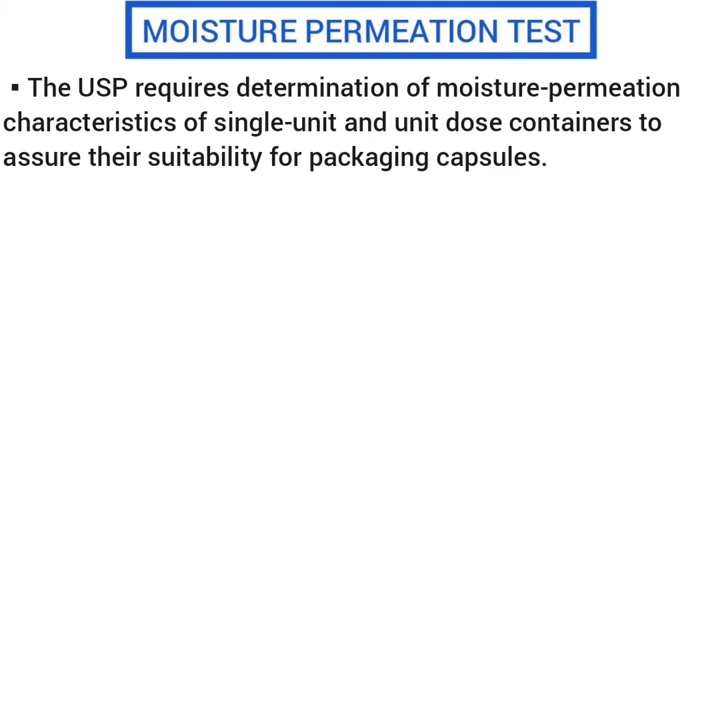 MOISTURE PERMEATION TEST
▪ The USP requires determination of moisture-permeation
characteristics of single-unit and unit dose containers to
assure their suitability for packaging capsules.